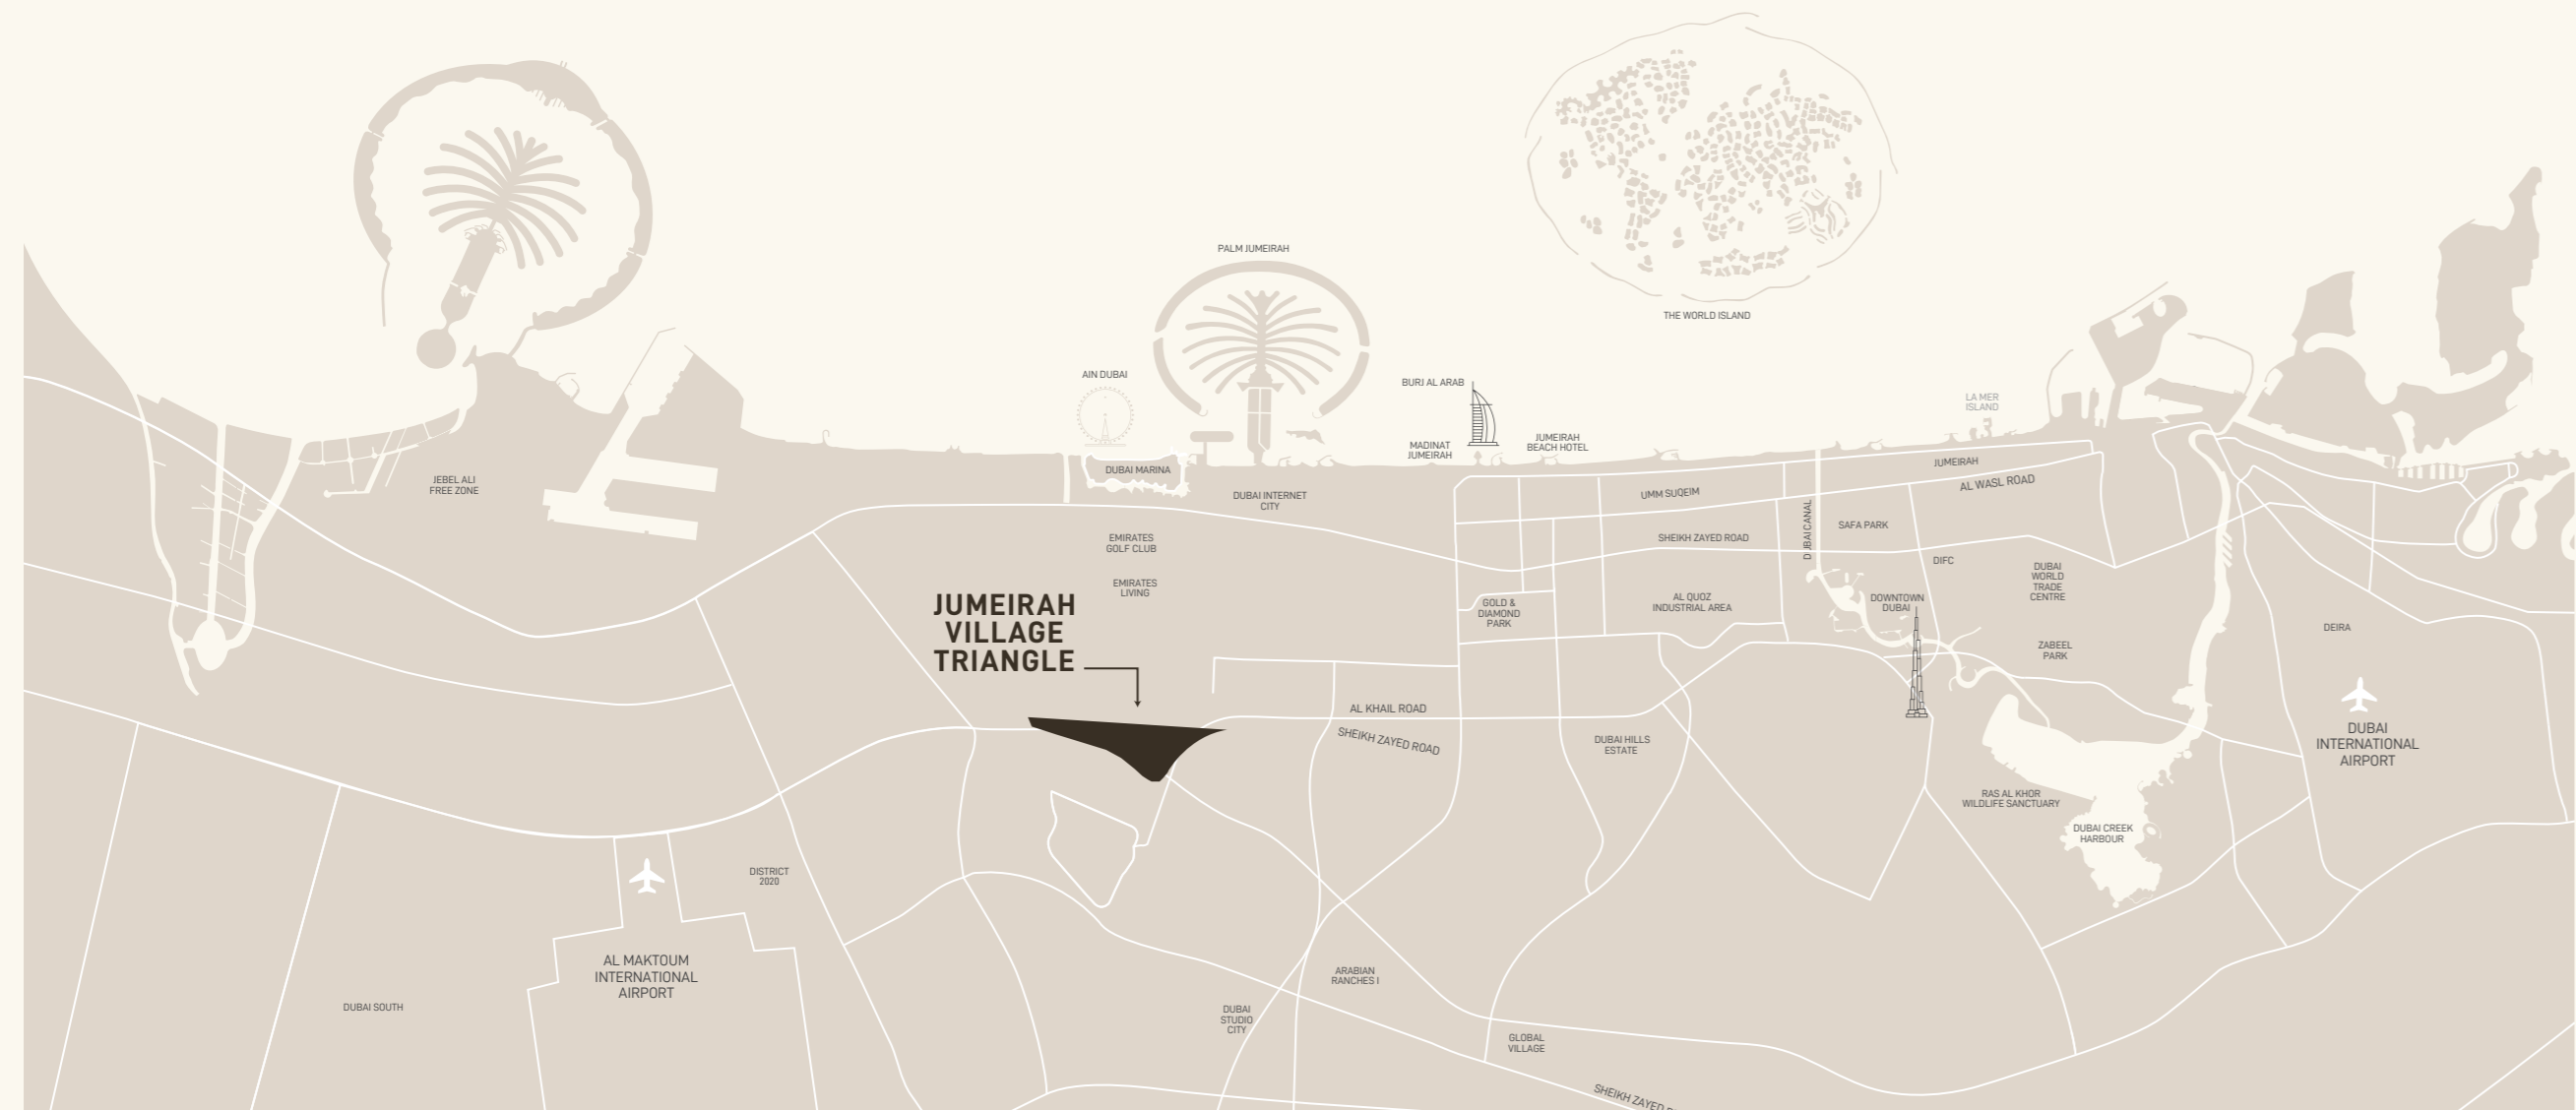 PALM JUMEIRAH
THE WORLD ISLAND
AIN DUBAI
BURJ AL ARAB
LA MER
ISLAND
MADINAT
JUMEIRAH
JUMEIRAH
BEACH HOTEL
JEBEL ALI
FREE ZONE
DUBAI MARINA
DUBAI INTERNET
CITY
UMM SUQEIM
JUMEIRAH
AL WASL ROAD
EMIRATES
GOLF CLUB
SHEIKH ZAYED ROAD
DUBAI CANAL
SAFA PARK
DIFC
DUBAI
WORLD
TRADE
CENTRE
EMIRATES
LIVING
JUMEIRAH
VILLAGE
TRIANGLE
GOLD &
DIAMOND
PARK
AL QUOZ
INDUSTRIAL AREA
DOWNTOWN
DUBAI
DEIRA
ZABEEL
PARK
AL KHAIL ROAD
SHEIKH ZAYED ROAD
DUBAI HILLS
ESTATE
DUBAI
INTERNATIONAL
AIRPORT
RAS AL KHOR
WILDLIFE SANCTUARY
DUBAI CREEK
HARBOUR
DISTRICT
2020
AL MAKTOUM
INTERNATIONAL
AIRPORT
DUBAI SOUTH
ARABIAN
RANCHES I
DUBAI
STUDIO
CITY
GLOBAL
VILLAGE
SHEIKH ZAYED